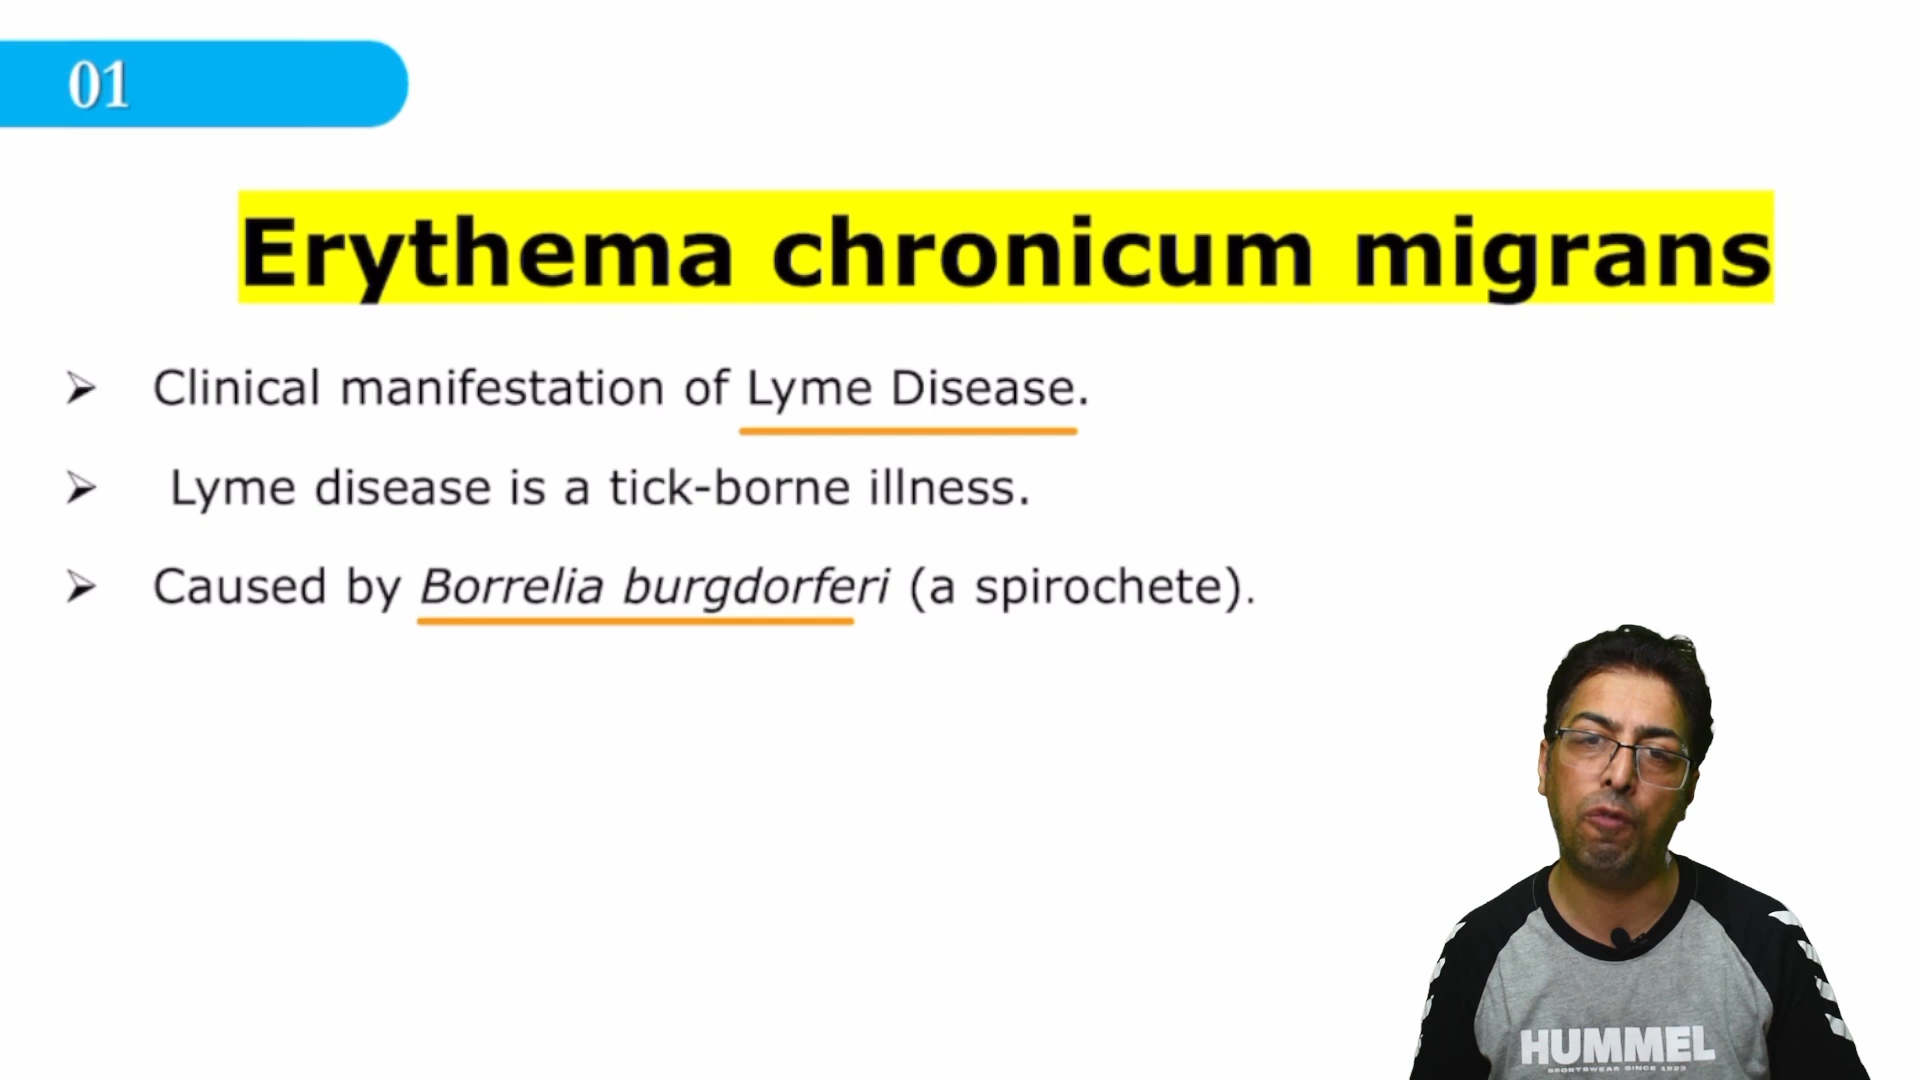 01
Erythema chronicum migrans
➢ Clinical manifestation of Lyme Disease.
➢ Lyme disease is a tick-borne illness.
➢ Caused by Borrelia burgdorferi (a spirochete).
HUMMEL
SPORTSWEAR SINCE 1923